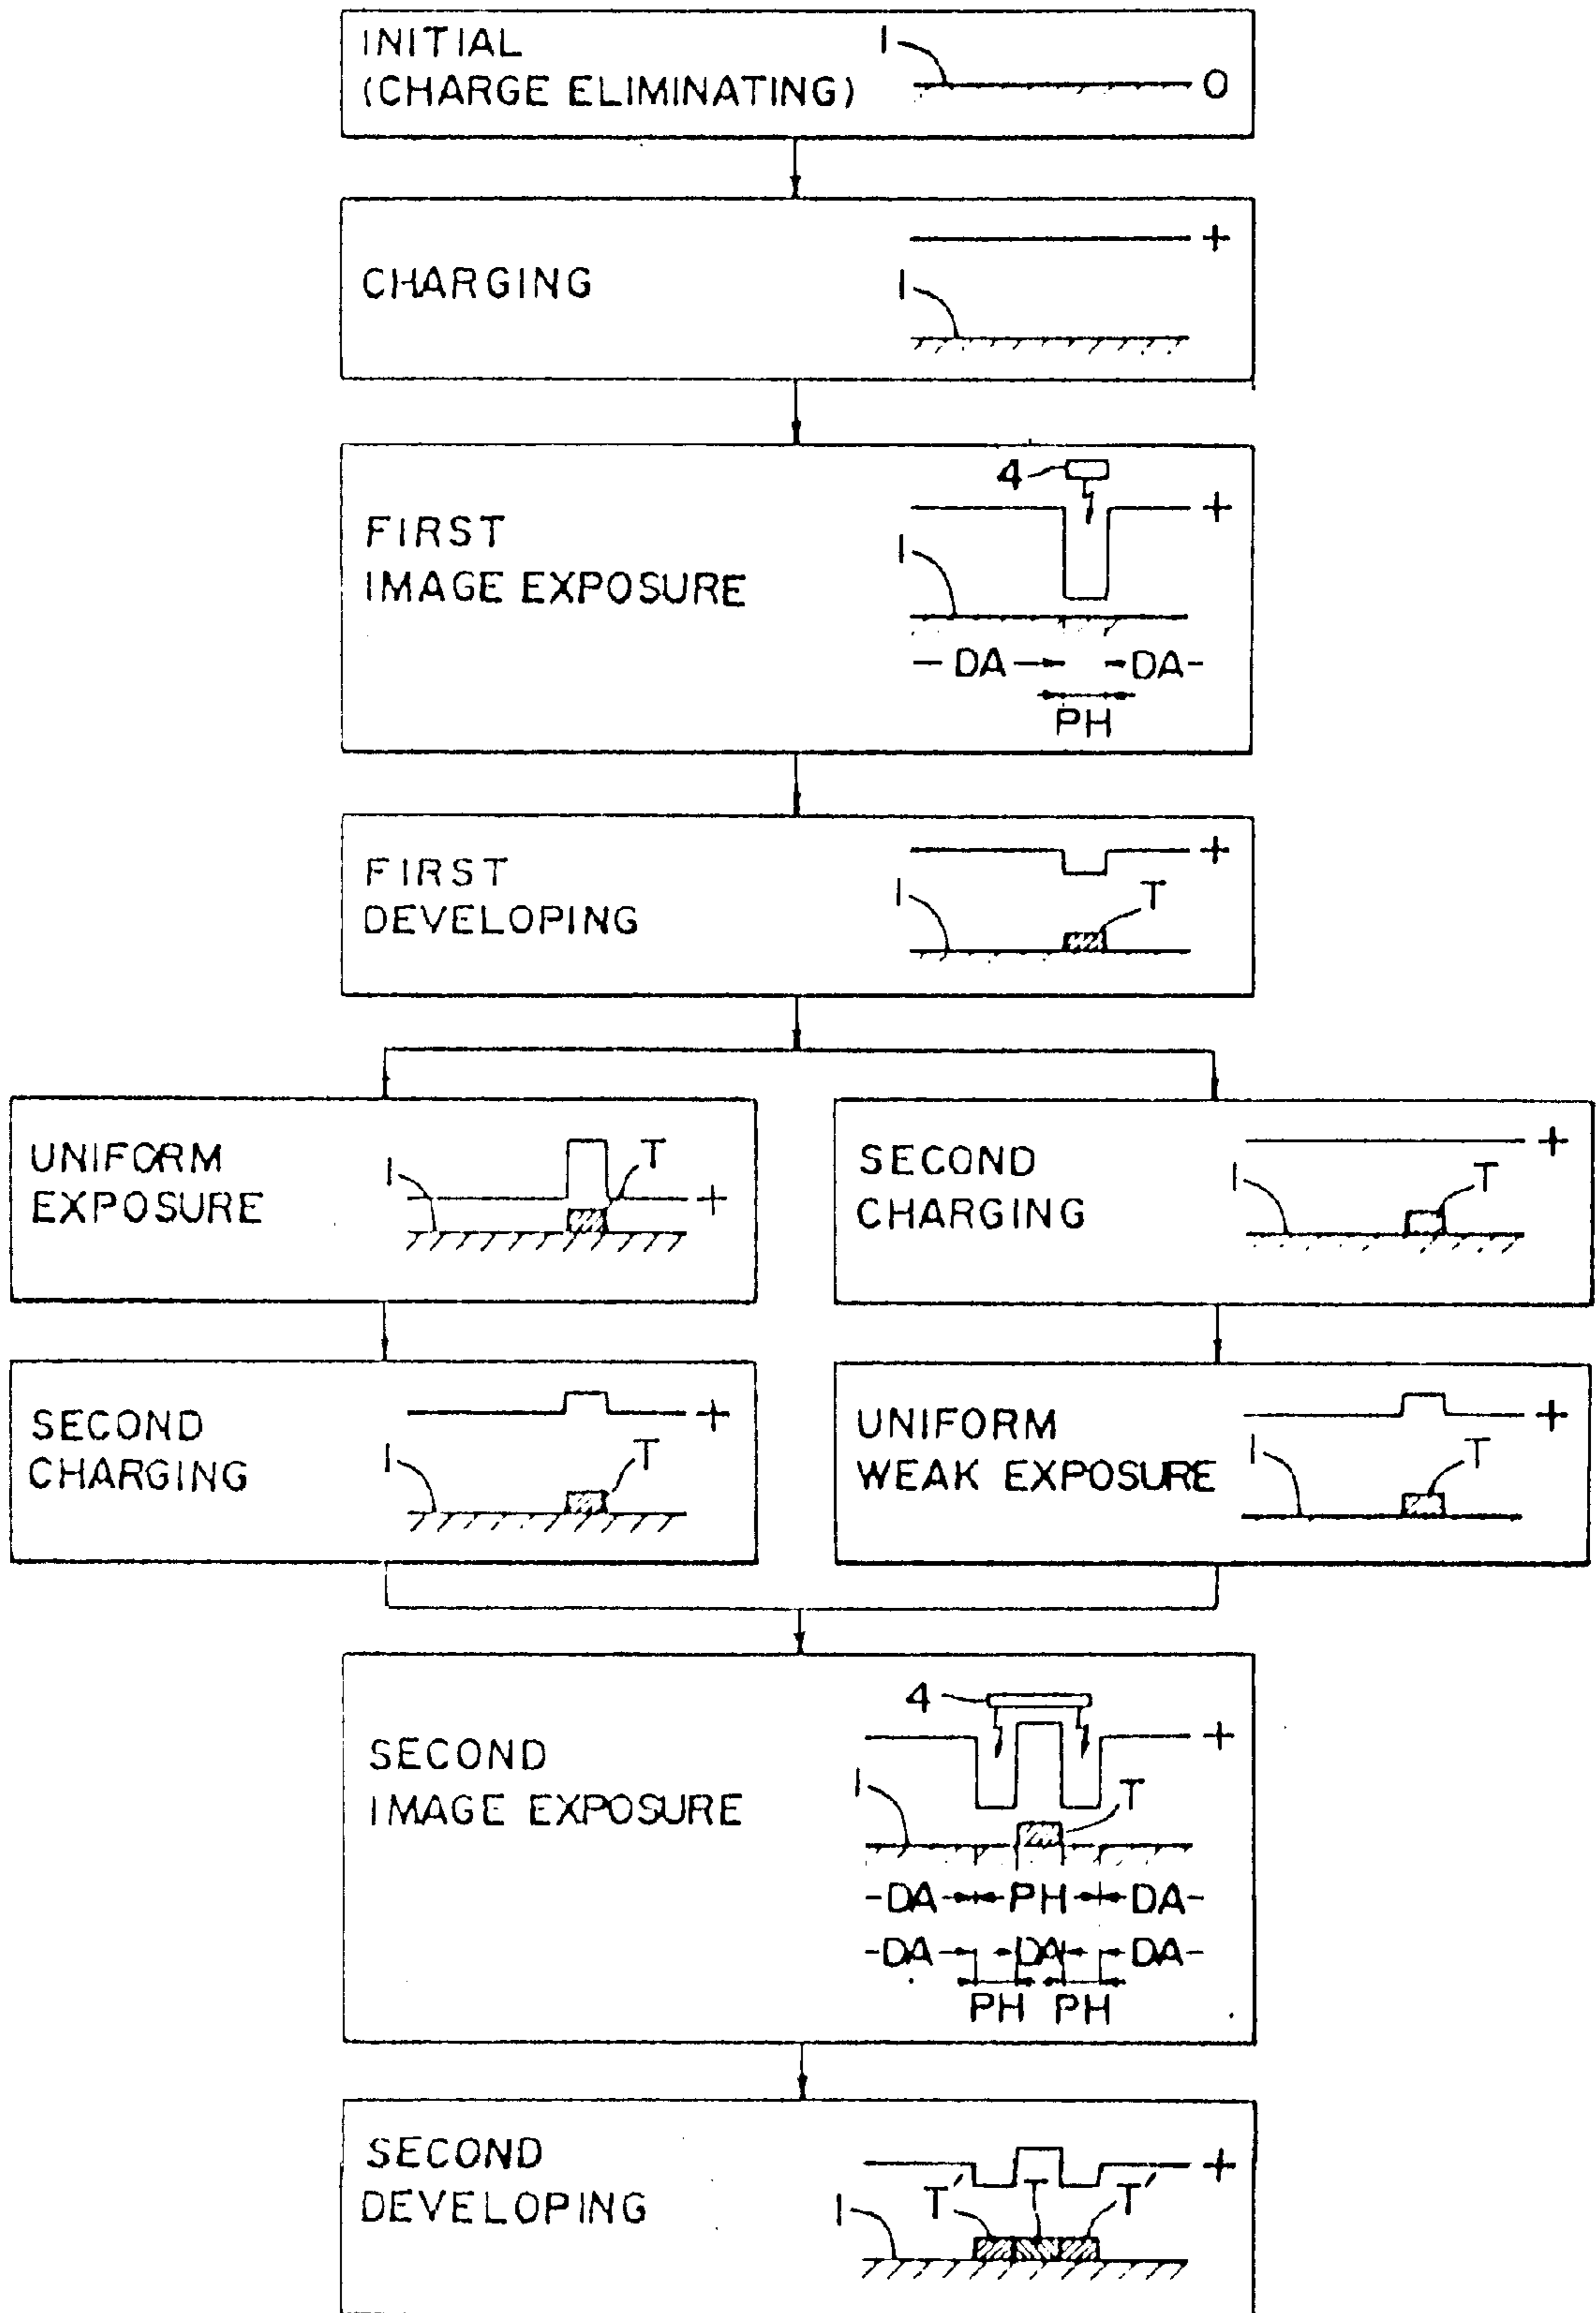 INITIAL
(CHARGE ELIMINATING)
1
0
CHARGING
+
1
FIRST
IMAGE EXPOSURE
4
+
1
DA DA
PH
FIRST
DEVELOPING
+
1
T
UNIFORM
EXPOSURE
1
T
+
SECOND
CHARGING
+
1
T
SECOND
CHARGING
+
1
T
UNIFORM
WEAK EXPOSURE
+
1
T
SECOND
IMAGE EXPOSURE
4
+
1
T
DA PH DA
DA DA DA
PH PH
SECOND
DEVELOPING
+
1
T' T T'